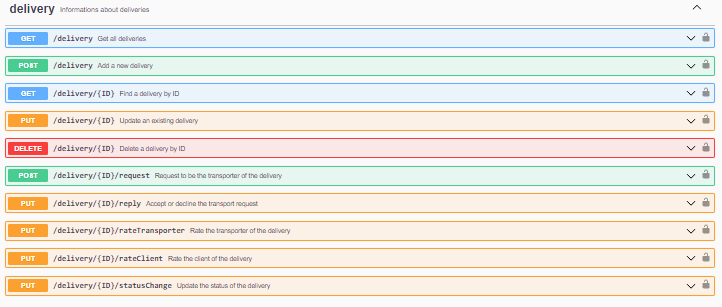 delivery Informations about deliveries
GET /delivery Get all deliveries
POST /delivery Add a new delivery
GET /delivery/{ID} Find a delivery by ID
PUT /delivery/{ID} Update an existing delivery
DELETE /delivery/{ID} Delete a delivery by ID
POST /delivery/{ID}/request Request to be the transporter of the delivery
PUT /delivery/{ID}/reply Accept or decline the transport request
PUT /delivery/{ID}/rateTransporter Rate the transporter of the delivery
PUT /delivery/{ID}/rateClient Rate the client of the delivery
PUT /delivery/{ID}/statusChange Update the status of the delivery